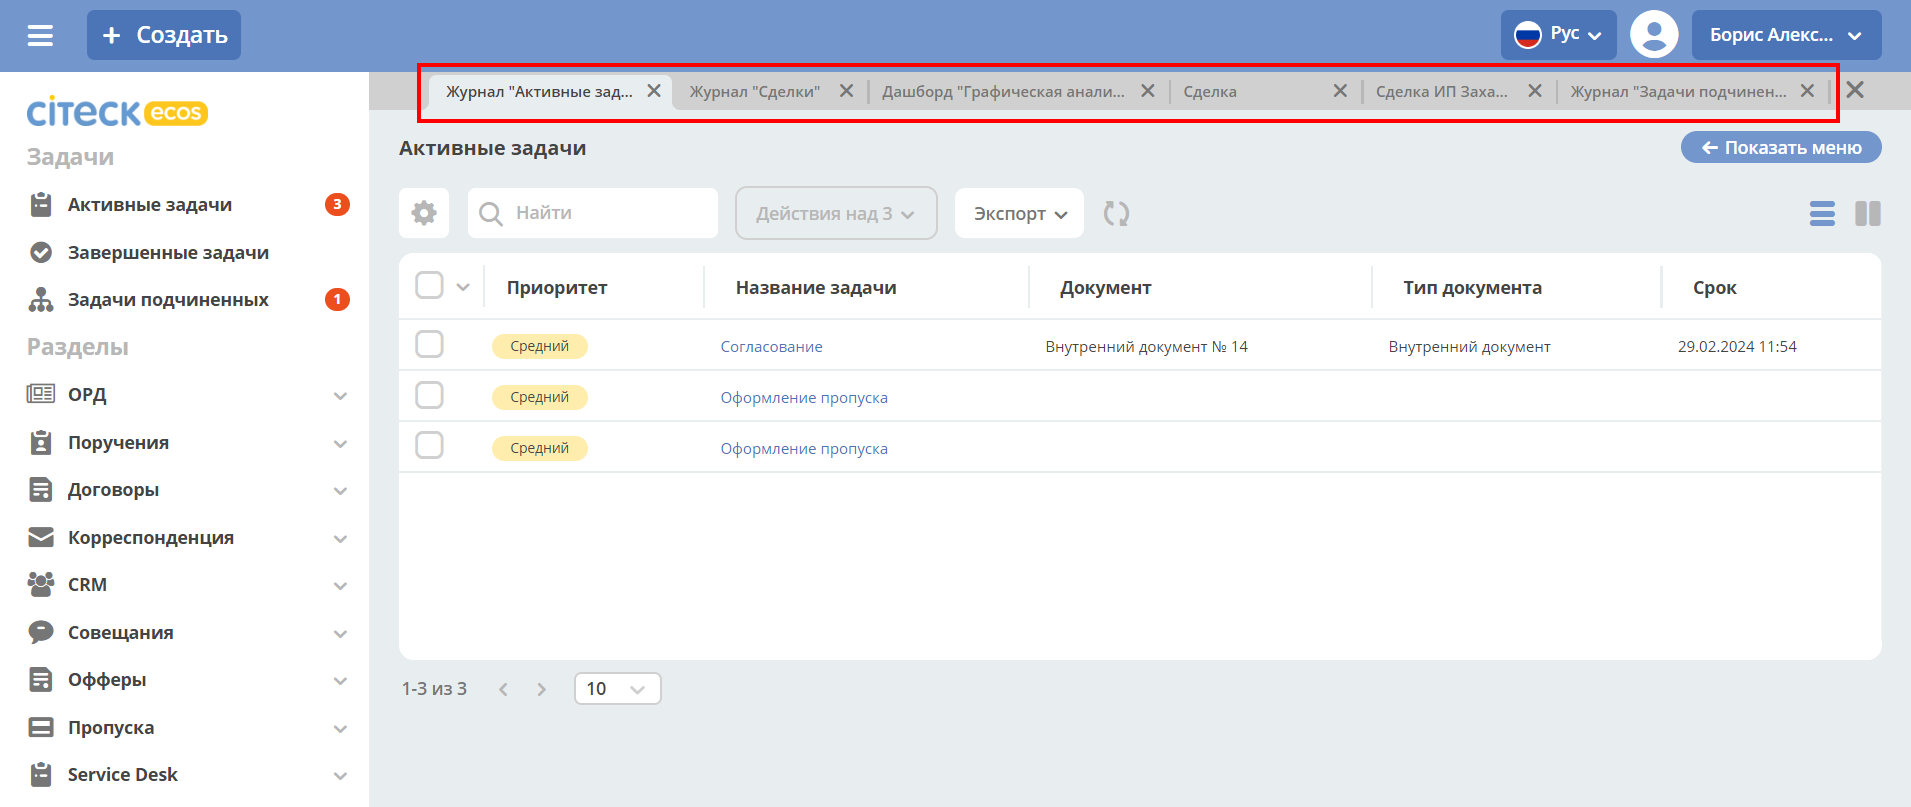 Создать
Рус
Борис Алекс...
Журнал "Активные зад...
Журнал "Сделки"
Дашборд "Графическая анали...
Сделка
Сделка ИП Заха...
Журнал "Задачи подчинен...
citeck ecos
Задачи
Активные задачи 3
Завершенные задачи
Задачи подчиненных 1
Разделы
ОРД
Поручения
Договоры
Корреспонденция
CRM
Совещания
Офферы
Пропуска
Service Desk
Активные задачи
Показать меню
Найти
Действия над 3
Экспорт
Приоритет Название задачи Документ Тип документа Срок
Средний Согласование Внутренний документ № 14 Внутренний документ 29.02.2024 11:54
Средний Оформление пропуска
Средний Оформление пропуска
1-3 из 3
10